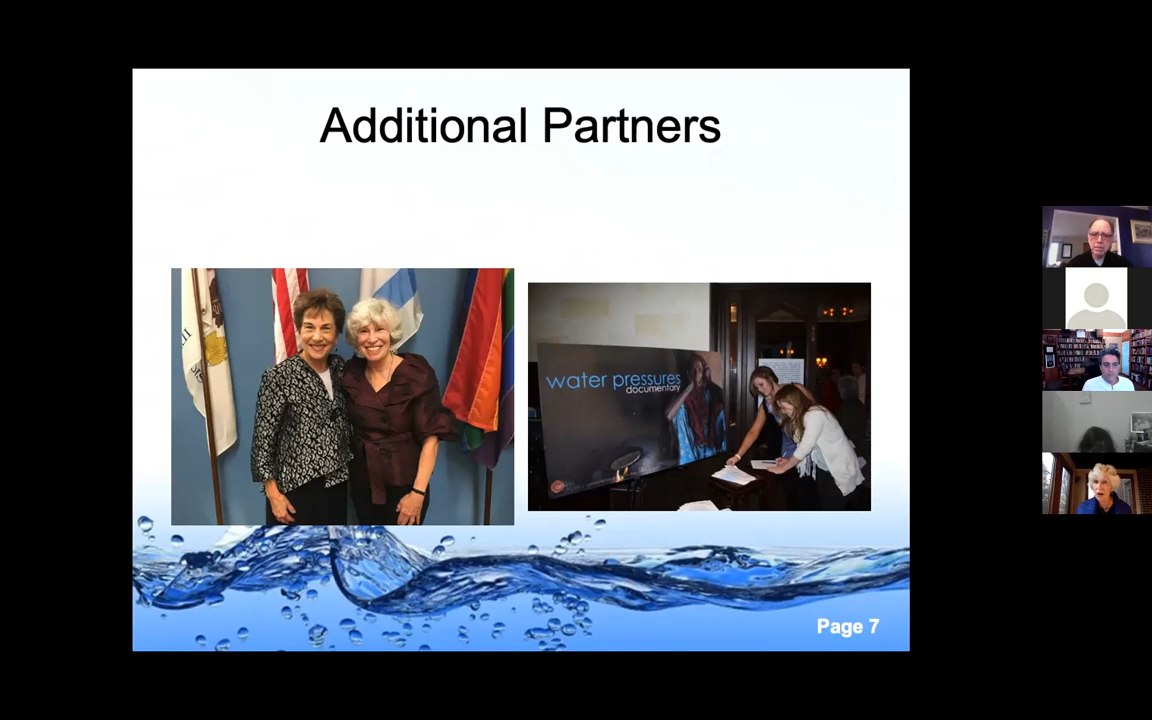 Additional Partners
water pressures
documentary
Page 7